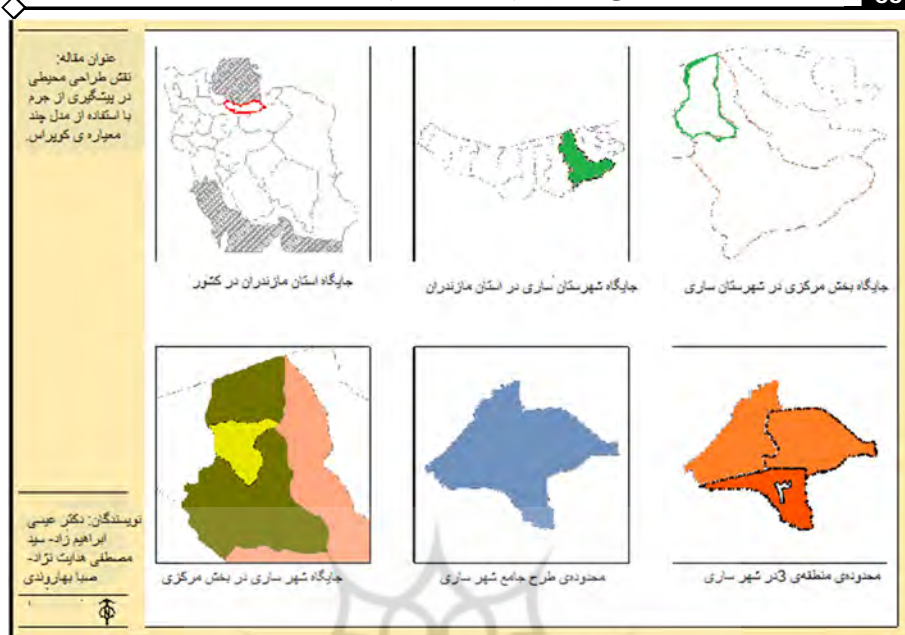 عنوان مقاله:
نقش طراحی محیطی
در پیشگیری از جرم
با استفاده از مدل چند
معیاره ی کوپراس
جایگاه استان مازندران در کشور
جایگاه شهرستان ساری در استان مازندران
جایگاه بخش مرکزی در شهرستان ساری
۳
جایگاه شهر ساری در بخش مرکزی
محدوده‌ی طرح جامع شهر ساری
محدوده‌ی منطقه‌ی 3در شهر ساری
نویسندگان: دکتر عیسی
ابراهیم زاد- سید
مصطفی هدایت نژاد-
صبا بهاروندی